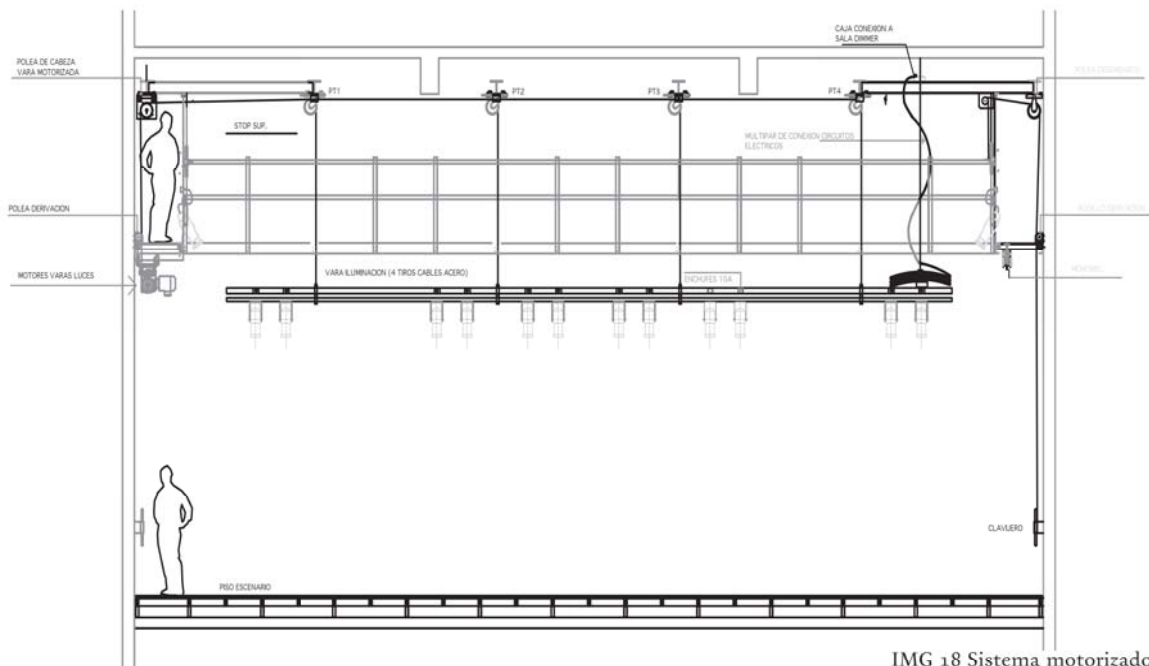 CAJA CONEXION A
SALA DIMMER
POLEA DE CABEZA
VARA MOTORIZADA
PT1
PT2
PT3
PT4
STOP SUP.
MULTIPAR DE CONEXION CIRCUITOS
ELECTRICOS
POLEA DERIVACION
MOTORES VARAS LUCES
VARA ILUMINACION (4 TIROS CABLES ACERO)
ENCHUFES 10A
CLAVIJERO
PISO ESCENARIO
IMG 18 Sistema motorizado